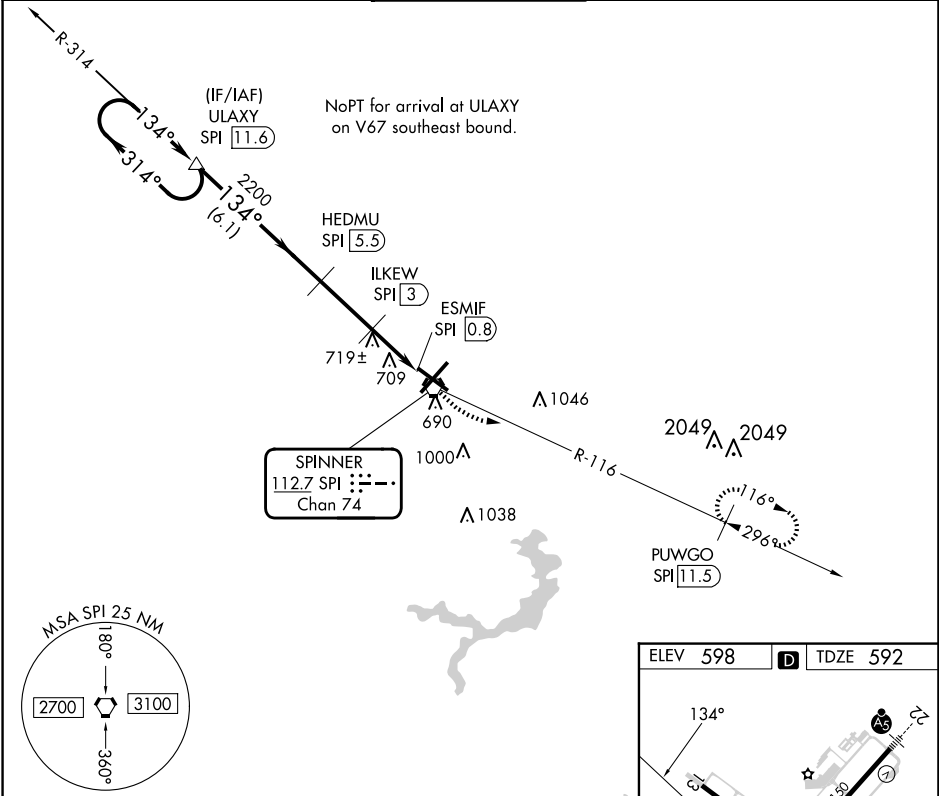 R-314
(IF/IAF)
ULAXY
SPI 11.6
NoPT for arrival at ULAXY
on V67 southeast bound.
134°
314°
2200
134°
(6.1)
HEDMU
SPI 5.5
ILKEW
SPI 3
ESMIF
SPI 0.8
719±
709
690
1046
1000
2049
2049
R-116
SPINNER
112.7 SPI
Chan 74
1038
116°
296°
PUWGO
SPI 11.5
MSA SPI 25 NM
180°
2700
3100
360°
ELEV 598
D
TDZE 592
134°
A5
22
V
13
150